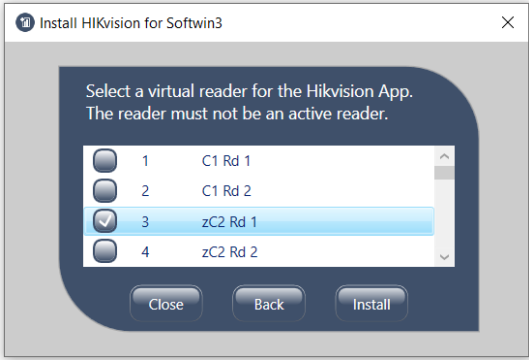 Install HIKvision for Softwin3
Select a virtual reader for the Hikvision App.
The reader must not be an active reader.
1 C1 Rd 1
2 C1 Rd 2
3 zC2 Rd 1
4 zC2 Rd 2
Close Back Install